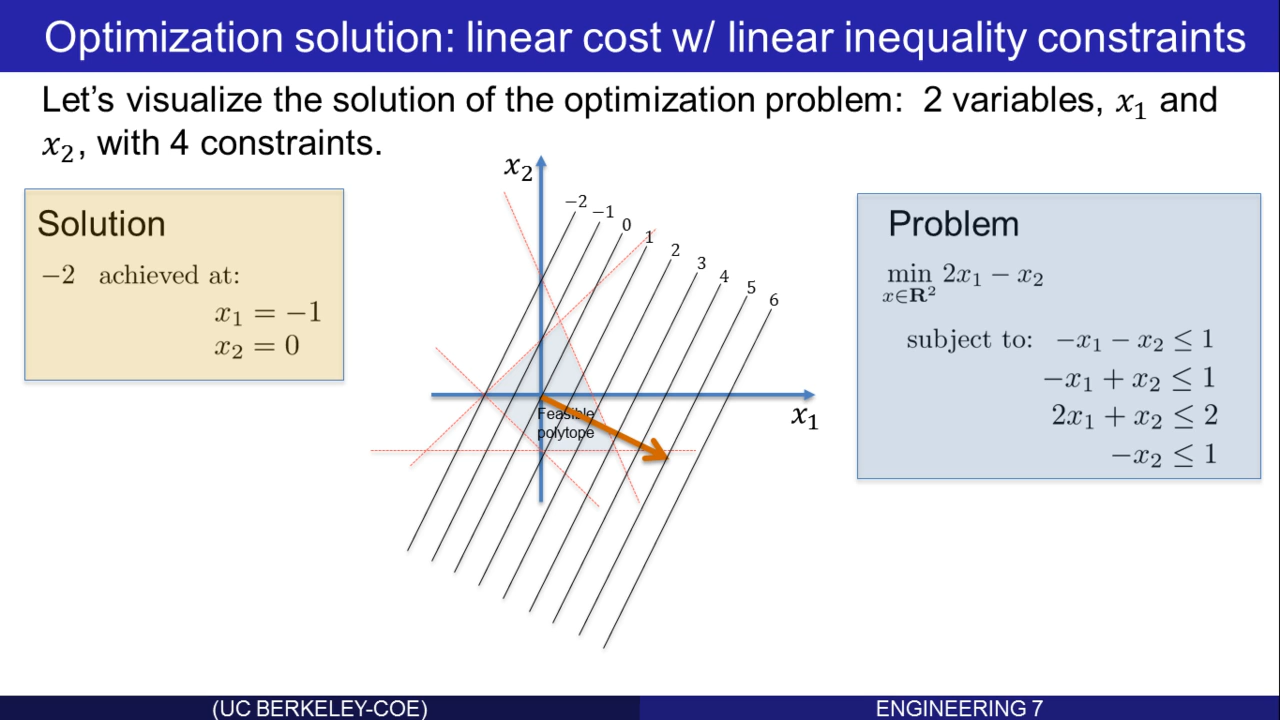 Optimization solution: linear cost w/ linear inequality constraints
Let's visualize the solution of the optimization problem: 2 variables, x₁ and
x₂, with 4 constraints.
Solution
−2 achieved at:
x₁ = −1
x₂ = 0
x₂
−2
−1
0
1
2
3
4
5
6
x₁
Feasible
polytope
Problem
min 2x₁ − x₂
x∈R²
subject to: −x₁ − x₂ ≤ 1
−x₁ + x₂ ≤ 1
2x₁ + x₂ ≤ 2
−x₂ ≤ 1
(UC BERKELEY-COE)
ENGINEERING 7